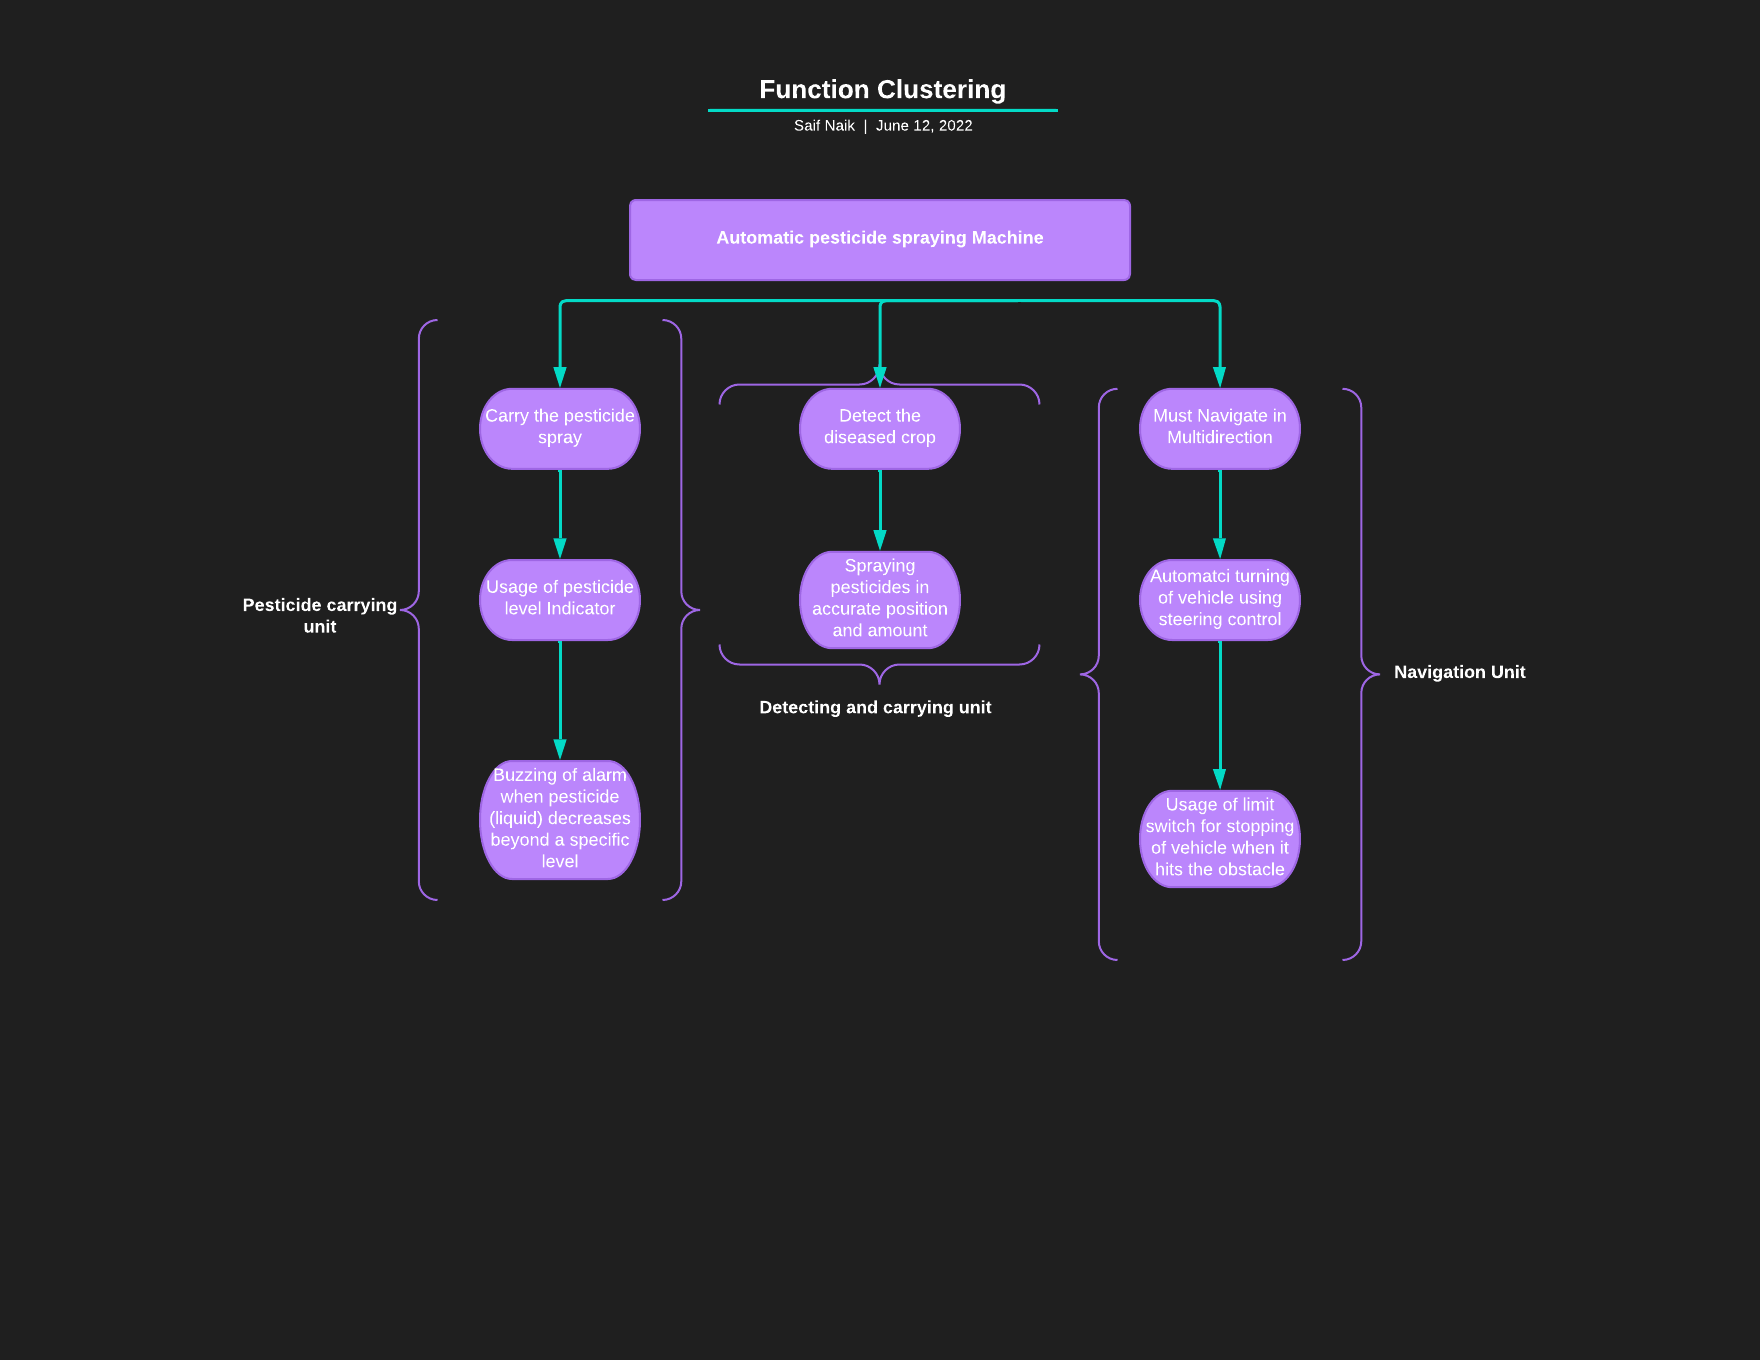 Function Clustering
Saif Naik | June 12, 2022
Automatic pesticide spraying Machine
Carry the pesticide
spray
Usage of pesticide
level Indicator
Buzzing of alarm
when pesticide
(liquid) decreases
beyond a specific
level
Pesticide carrying
unit
Detect the
diseased crop
Spraying
pesticides in
accurate position
and amount
Detecting and carrying unit
Must Navigate in
Multidirection
Automatci turning
of vehicle using
steering control
Usage of limit
switch for stopping
of vehicle when it
hits the obstacle
Navigation Unit